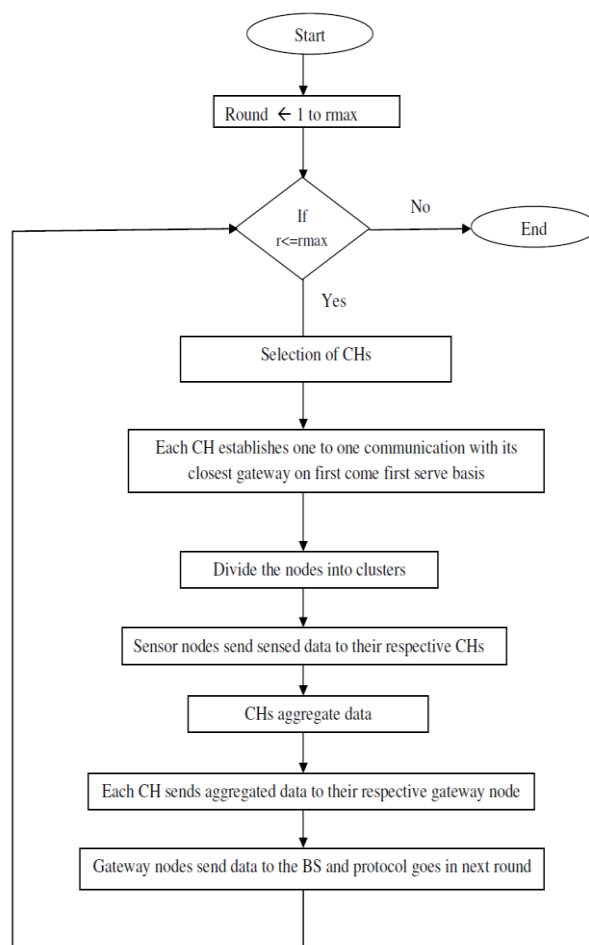 Start
Round ← 1 to rmax
If
r<=rmax
No
End
Yes
Selection of CHs
Each CH establishes one to one communication with its
closest gateway on first come first serve basis
Divide the nodes into clusters
Sensor nodes send sensed data to their respective CHs
CHs aggregate data
Each CH sends aggregated data to their respective gateway node
Gateway nodes send data to the BS and protocol goes in next round